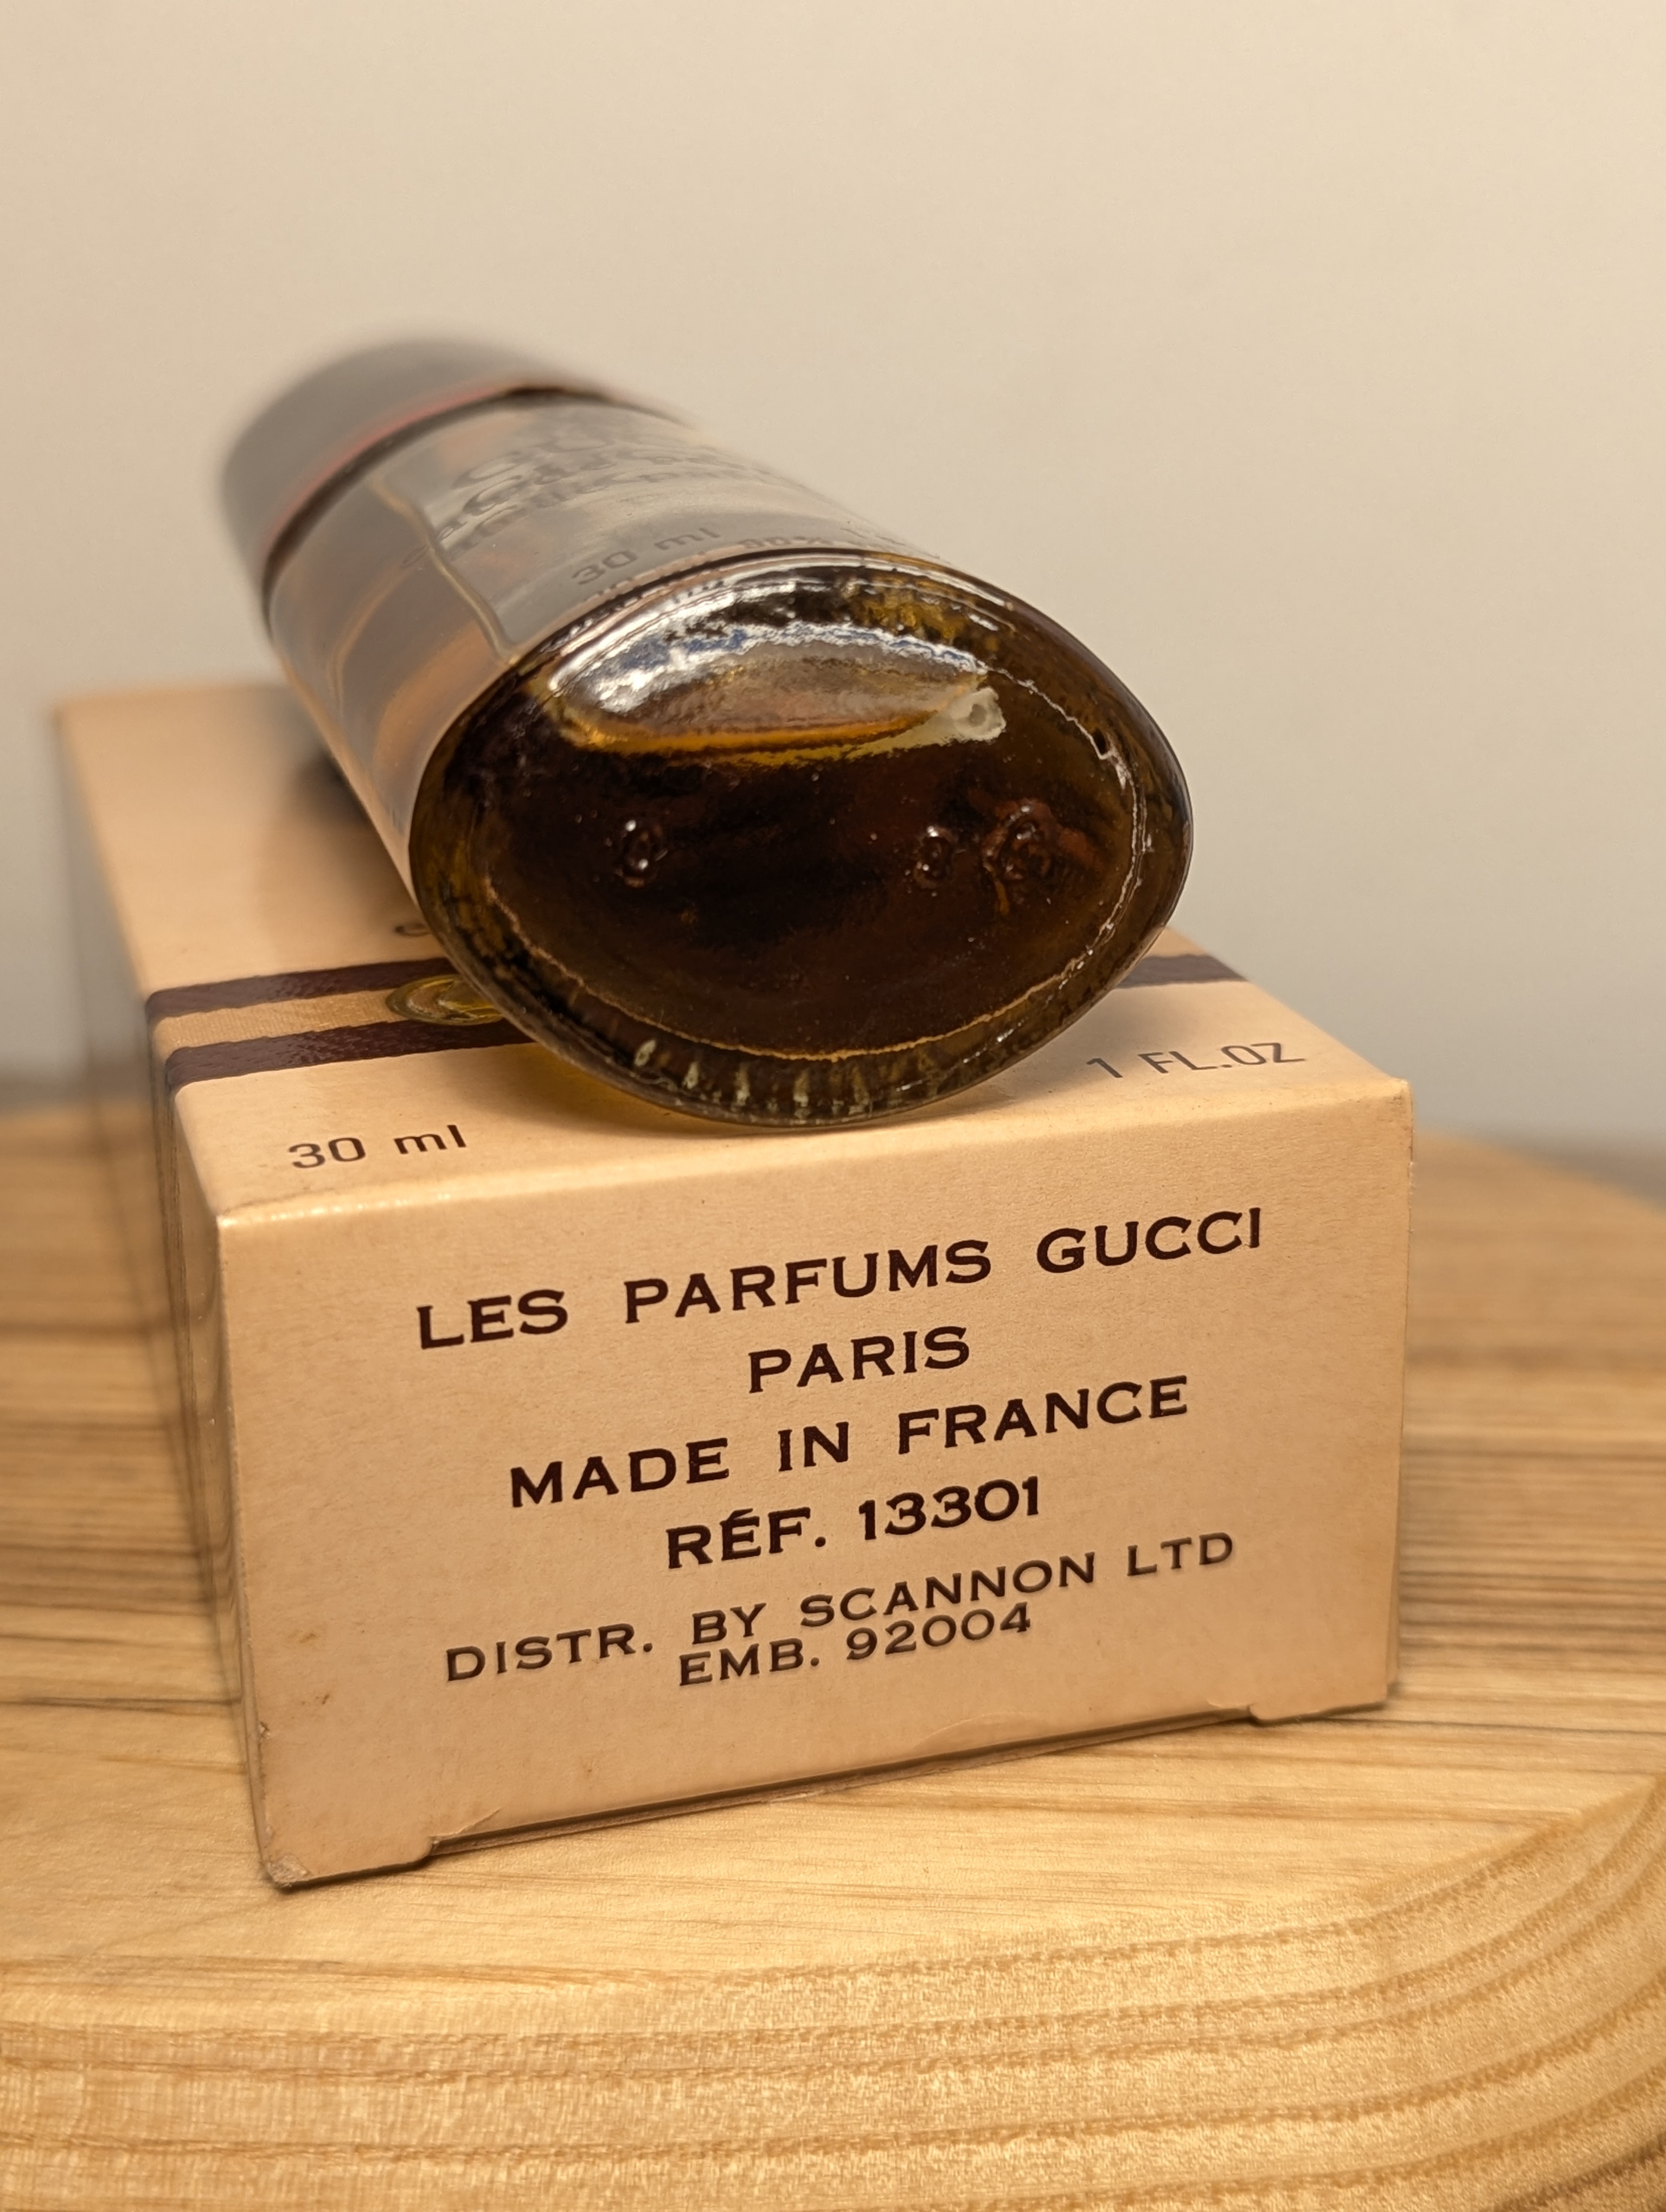 30 ml
30 ml
1 FL.OZ
LES PARFUMS GUCCI
PARIS
MADE IN FRANCE
RÉF. 13301
DISTR. BY SCANNON LTD
EMB. 92004